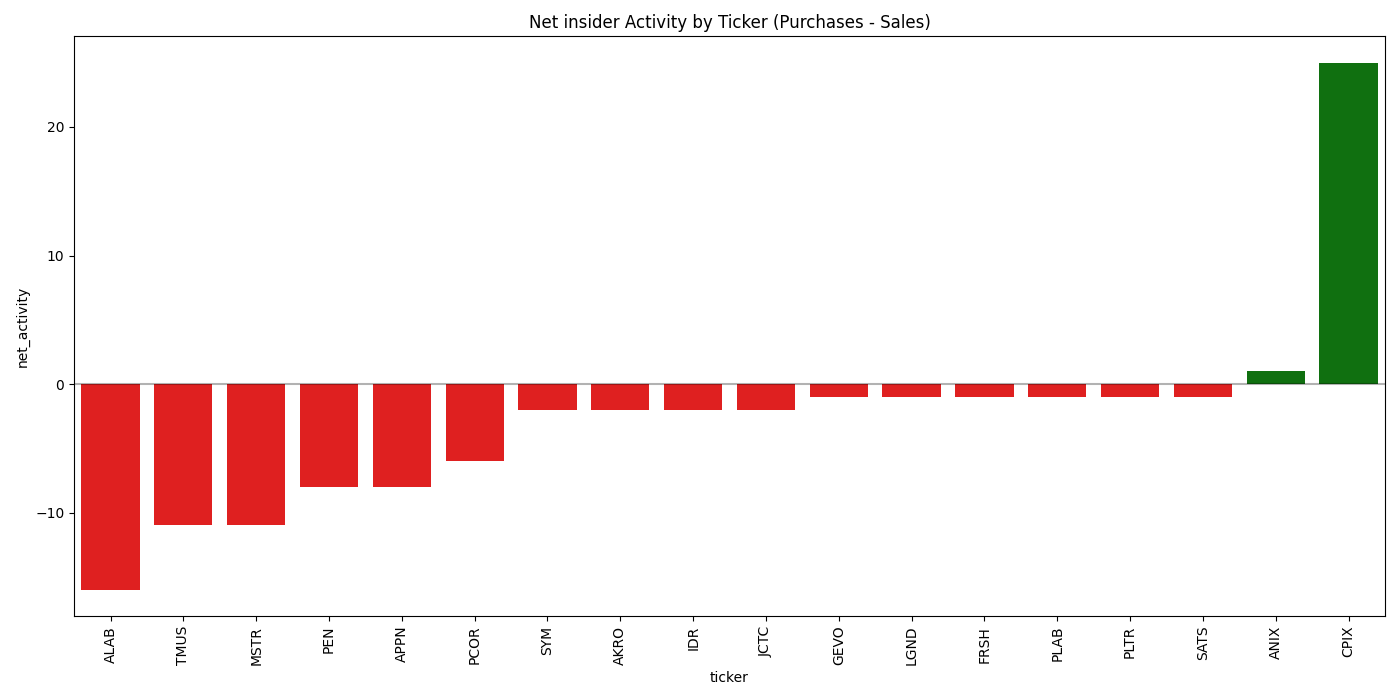 Net insider Activity by Ticker (Purchases - Sales)
net_activity
20
10
0
−10
ALAB
TMUS
MSTR
PEN
APPN
PCOR
SYM
AKRO
IDR
JCTC
GEVO
LGND
FRSH
PLAB
PLTR
SATS
ANIX
CPIX
ticker